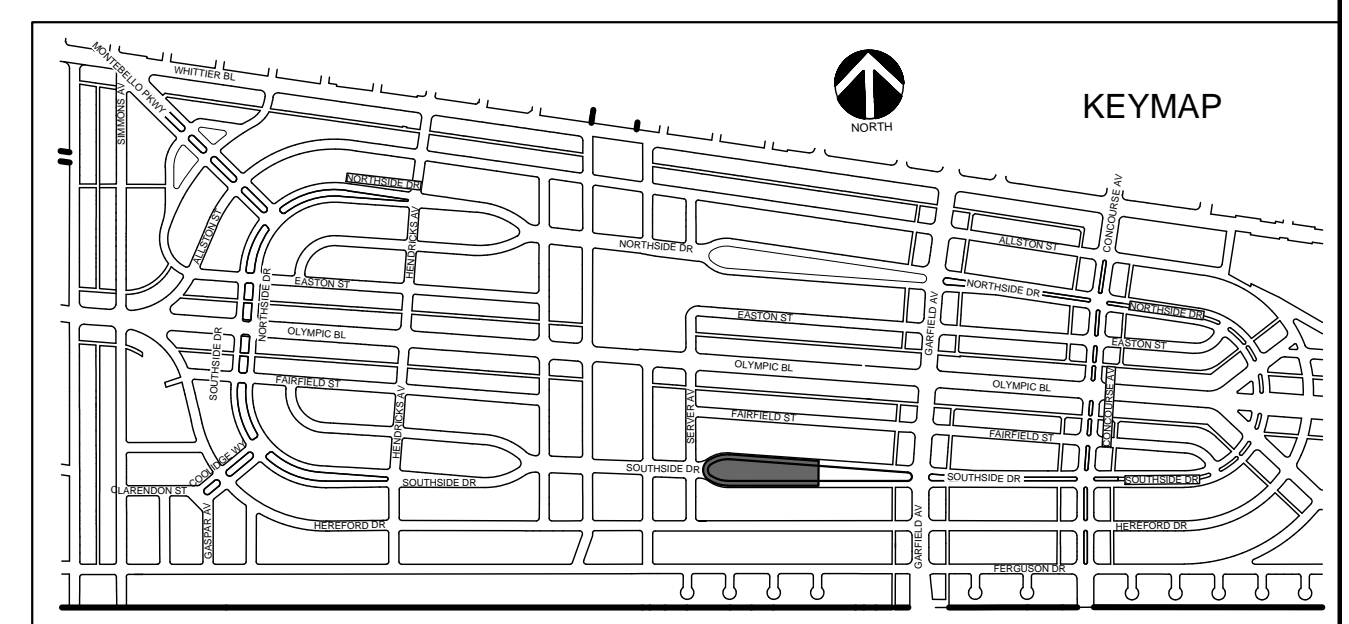 MONTEBELLO PKWY
WHITTIER BL
SIMMONS AV
NORTH
KEYMAP
NORTHSIDE DR
CONCOURSE AV
ALLSTON ST
HENDRICKS AV
NORTHSIDE DR
ALLSTON ST
EASTON ST
NORTHSIDE DR
NORTHSIDE DR
NORTHSIDE DR
GARFIELD AV
EASTON ST
EASTON ST
SOUTHSIDE DR
OLYMPIC BL
OLYMPIC BL
OLYMPIC BL
FAIRFIELD ST
HENDRICKS AV
SERVER AV
FAIRFIELD ST
FAIRFIELD ST
CONCOURSE AV
COOLIDGE WY
CLARENDON ST
SOUTHSIDE DR
SOUTHSIDE DR
SOUTHSIDE DR
SOUTHSIDE DR
GASPAR AV
HEREFORD DR
GARFIELD AV
HEREFORD DR
FERGUSON DR